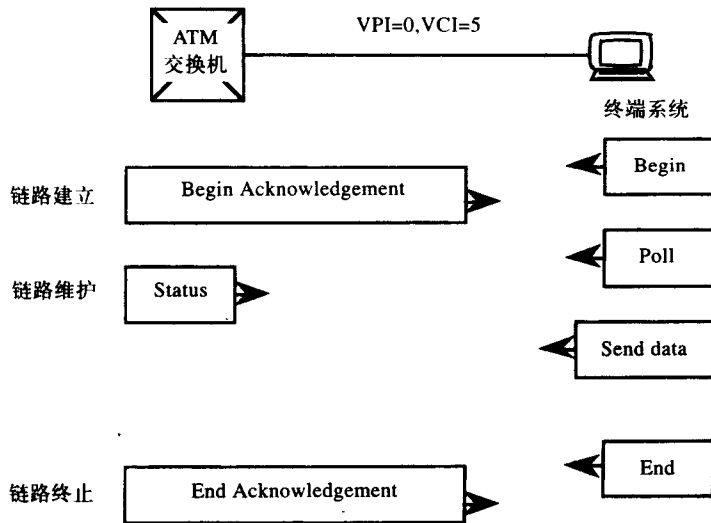 ATM
交换机
VPI=0,VCI=5
终端系统
Begin
链路建立
Begin Acknowledgement
Poll
链路维护
Status
Send data
End
链路终止
End Acknowledgement